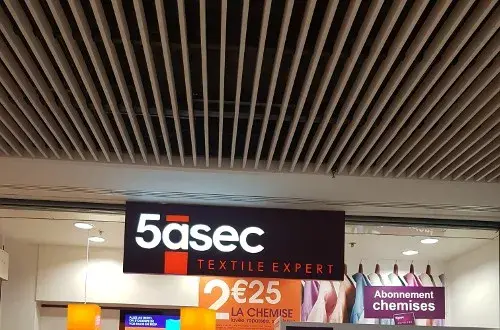 5àsec
TEXTILE EXPERT
2€25
LA CHEMISE
Abonnement
chemises